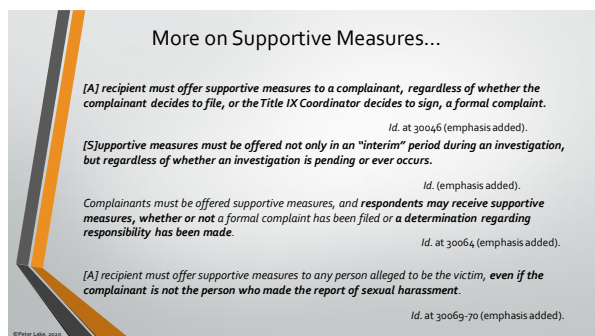 More on Supportive Measures...
[A] recipient must offer supportive measures to a complainant, regardless of whether the
complainant decides to file, or the Title IX Coordinator decides to sign, a formal complaint.
Id. at 30046 (emphasis added).
[S]upportive measures must be offered not only in an “interim” period during an investigation,
but regardless of whether an investigation is pending or ever occurs.
Id. (emphasis added).
Complainants must be offered supportive measures, and respondents may receive supportive
measures, whether or not a formal complaint has been filed or a determination regarding
responsibility has been made.
Id. at 30064 (emphasis added).
[A] recipient must offer supportive measures to any person alleged to be the victim, even if the
complainant is not the person who made the report of sexual harassment.
Id. at 30069-70 (emphasis added).
©Peter Lake, 2020